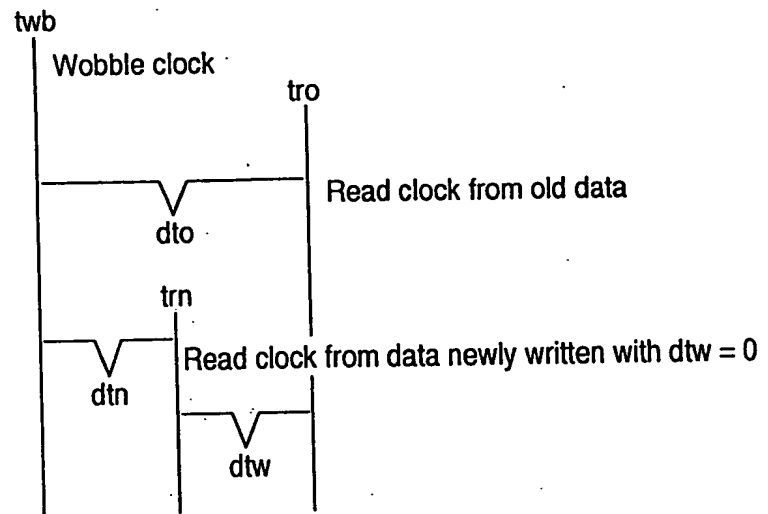 twb
Wobble clock
tro
Read clock from old data
dto
trn
Read clock from data newly written with dtw = 0
dtn
dtw